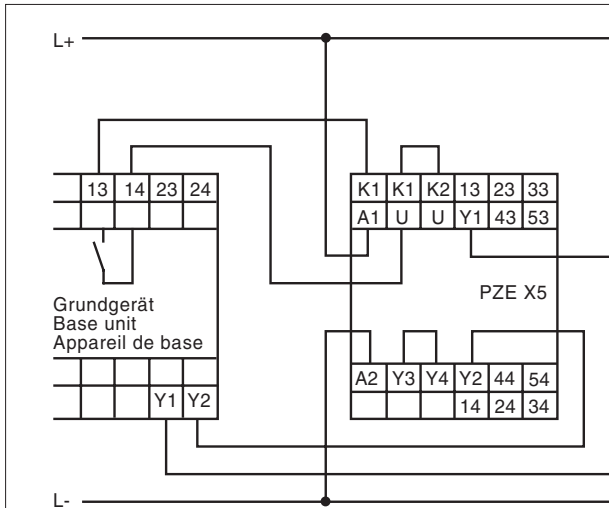 L+
13 14 23 24
K1 K1 K2 13 23 33
A1 U U Y1 43 53
Grundgerät
Base unit
Appareil de base
PZE X5
A2 Y3 Y4 Y2 44 54
Y1 Y2
14 24 34
L-